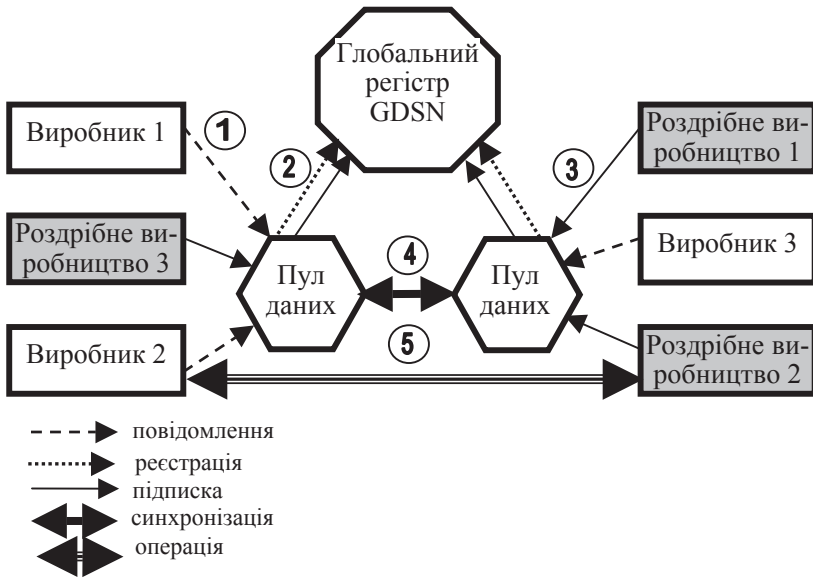 Глобальний
регістр
GDSN
Виробник 1
1
2
3
Роздрібне ви-
робництво 1
Роздрібне ви-
робництво 3
Пул
даних
4
Пул
даних
Виробник 3
Виробник 2
5
Роздрібне ви-
робництво 2
повідомлення
реєстрація
підписка
синхронізація
операція